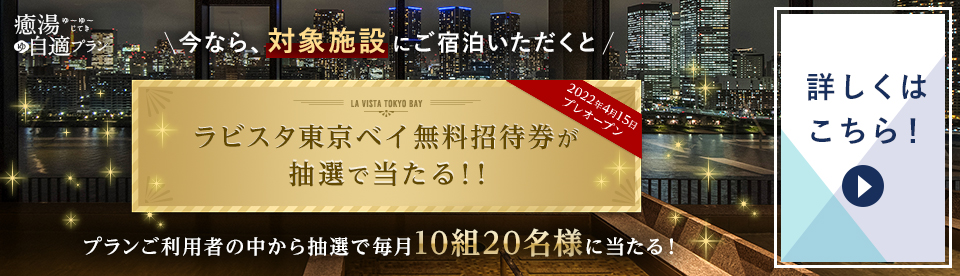 癒湯
ゆーゆー
じてき
ゆ自適プラン
\今なら、対象施設にご宿泊いただくと/
LA VISTA TOKYO BAY
2022年4月15日
プレオープン
ラビスタ東京ベイ無料招待券が
抽選で当たる!!
プランご利用者の中から抽選で毎月10組20名様に当たる!
詳しくは
こちら!